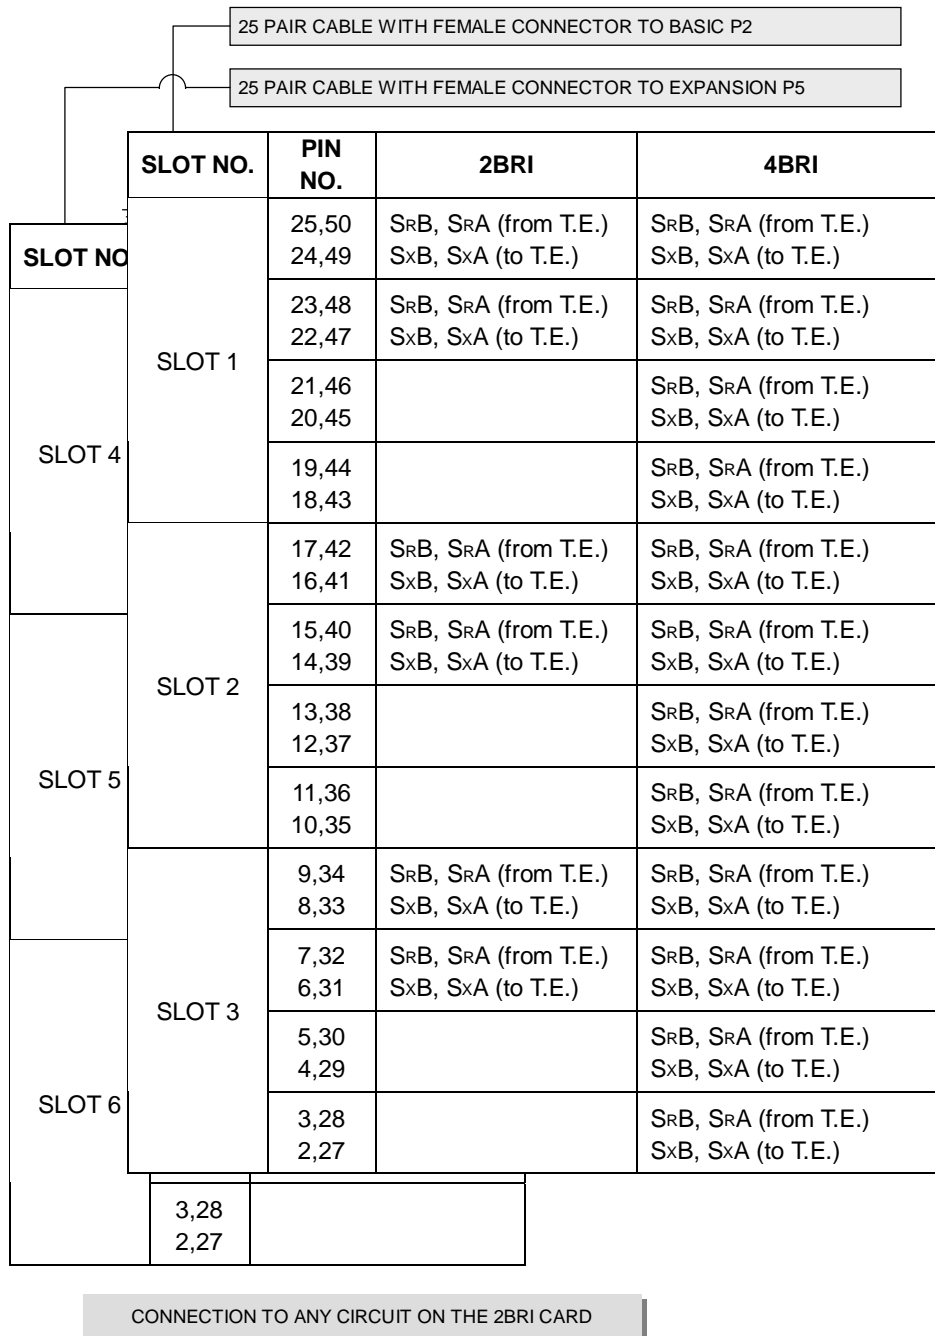 25 PAIR CABLE WITH FEMALE CONNECTOR TO BASIC P2
25 PAIR CABLE WITH FEMALE CONNECTOR TO EXPANSION P5
SLOT NO. PIN NO. 2BRI 4BRI
SLOT NO
SLOT 1
25,50 SRB, SRA (from T.E.) SRB, SRA (from T.E.)
24,49 SXB, SXA (to T.E.) SXB, SXA (to T.E.)
23,48 SRB, SRA (from T.E.) SRB, SRA (from T.E.)
22,47 SXB, SXA (to T.E.) SXB, SXA (to T.E.)
21,46 SRB, SRA (from T.E.)
20,45 SXB, SXA (to T.E.)
19,44 SRB, SRA (from T.E.)
18,43 SXB, SXA (to T.E.)
SLOT 4
SLOT 2
17,42 SRB, SRA (from T.E.) SRB, SRA (from T.E.)
16,41 SXB, SXA (to T.E.) SXB, SXA (to T.E.)
15,40 SRB, SRA (from T.E.) SRB, SRA (from T.E.)
14,39 SXB, SXA (to T.E.) SXB, SXA (to T.E.)
13,38 SRB, SRA (from T.E.)
12,37 SXB, SXA (to T.E.)
11,36 SRB, SRA (from T.E.)
10,35 SXB, SXA (to T.E.)
SLOT 5
SLOT 3
9,34 SRB, SRA (from T.E.) SRB, SRA (from T.E.)
8,33 SXB, SXA (to T.E.) SXB, SXA (to T.E.)
7,32 SRB, SRA (from T.E.) SRB, SRA (from T.E.)
6,31 SXB, SXA (to T.E.) SXB, SXA (to T.E.)
5,30 SRB, SRA (from T.E.)
4,29 SXB, SXA (to T.E.)
3,28 SRB, SRA (from T.E.)
2,27 SXB, SXA (to T.E.)
SLOT 6
3,28
2,27
CONNECTION TO ANY CIRCUIT ON THE 2BRI CARD